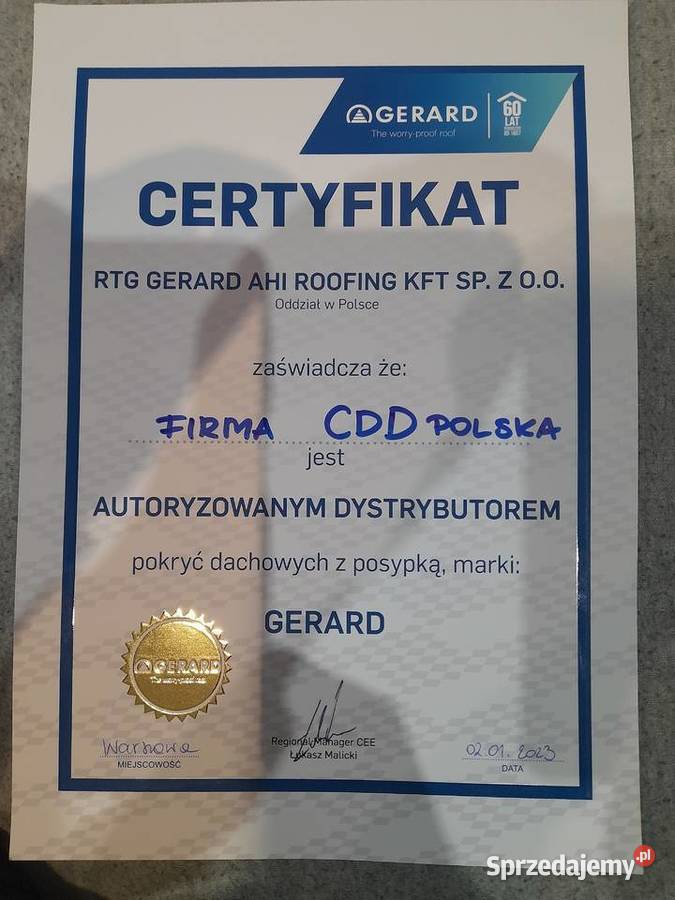 GERARD
The worry-proof roof
60
LAT
CERTYFIKAT
RTG GERARD AHI ROOFING KFT SP. Z O.O.
Oddział w Polsce
zaświadcza że:
FIRMA CDD POLSKA
jest
AUTORYZOWANYM DYSTRYBUTOREM
pokryć dachowych z posypką, marki:
GERARD
GERARD
The worry-proof roof
Warszawa
MIEJSCOWOŚĆ
Regional Manager CEE
Łukasz Malicki
02.01.2023
DATA
Sprzedajemy.pl